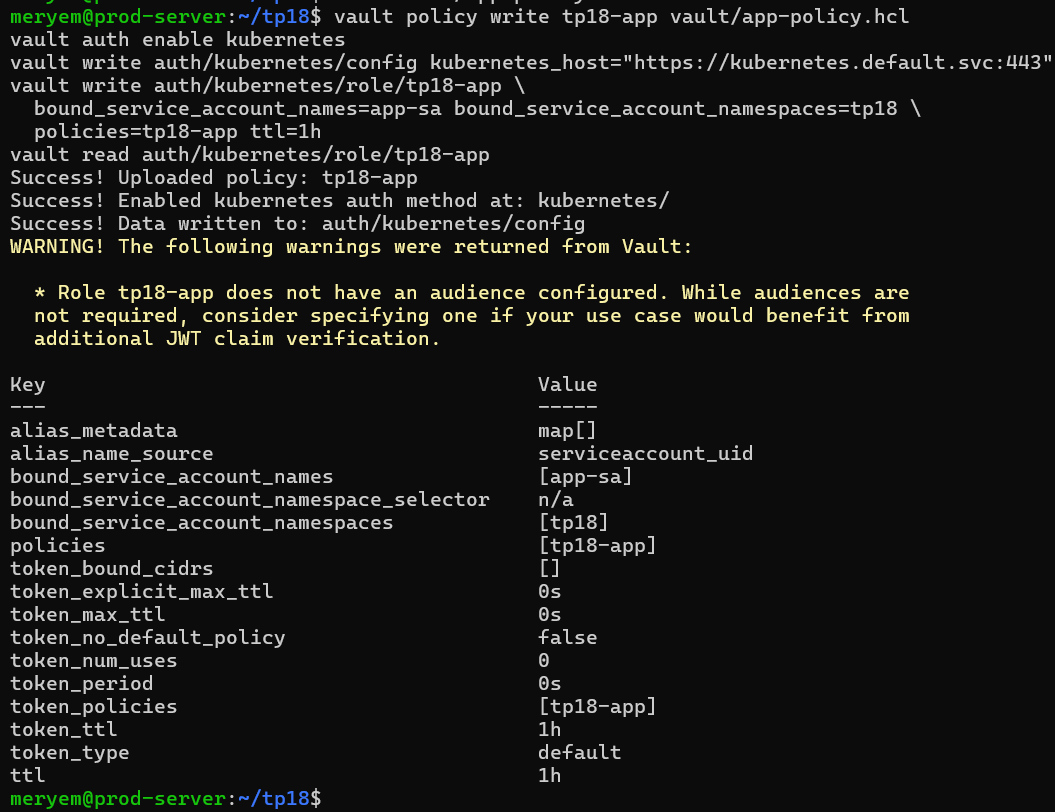 meryem@prod-server:~/tp18$ vault policy write tp18-app vault/app-policy.hcl
vault auth enable kubernetes
vault write auth/kubernetes/config kubernetes_host="https://kubernetes.default.svc:443"
vault write auth/kubernetes/role/tp18-app \
  bound_service_account_names=app-sa bound_service_account_namespaces=tp18 \
  policies=tp18-app ttl=1h
vault read auth/kubernetes/role/tp18-app
Success! Uploaded policy: tp18-app
Success! Enabled kubernetes auth method at: kubernetes/
Success! Data written to: auth/kubernetes/config
WARNING! The following warnings were returned from Vault:

  * Role tp18-app does not have an audience configured. While audiences are
  not required, consider specifying one if your use case would benefit from
  additional JWT claim verification.

Key                                         Value
---                                         -----
alias_metadata                              map[]
alias_name_source                           serviceaccount_uid
bound_service_account_names                 [app-sa]
bound_service_account_namespace_selector    n/a
bound_service_account_namespaces            [tp18]
policies                                    [tp18-app]
token_bound_cidrs                           []
token_explicit_max_ttl                      0s
token_max_ttl                               0s
token_no_default_policy                     false
token_num_uses                              0
token_period                                0s
token_policies                              [tp18-app]
token_ttl                                   1h
token_type                                  default
ttl                                         1h
meryem@prod-server:~/tp18$